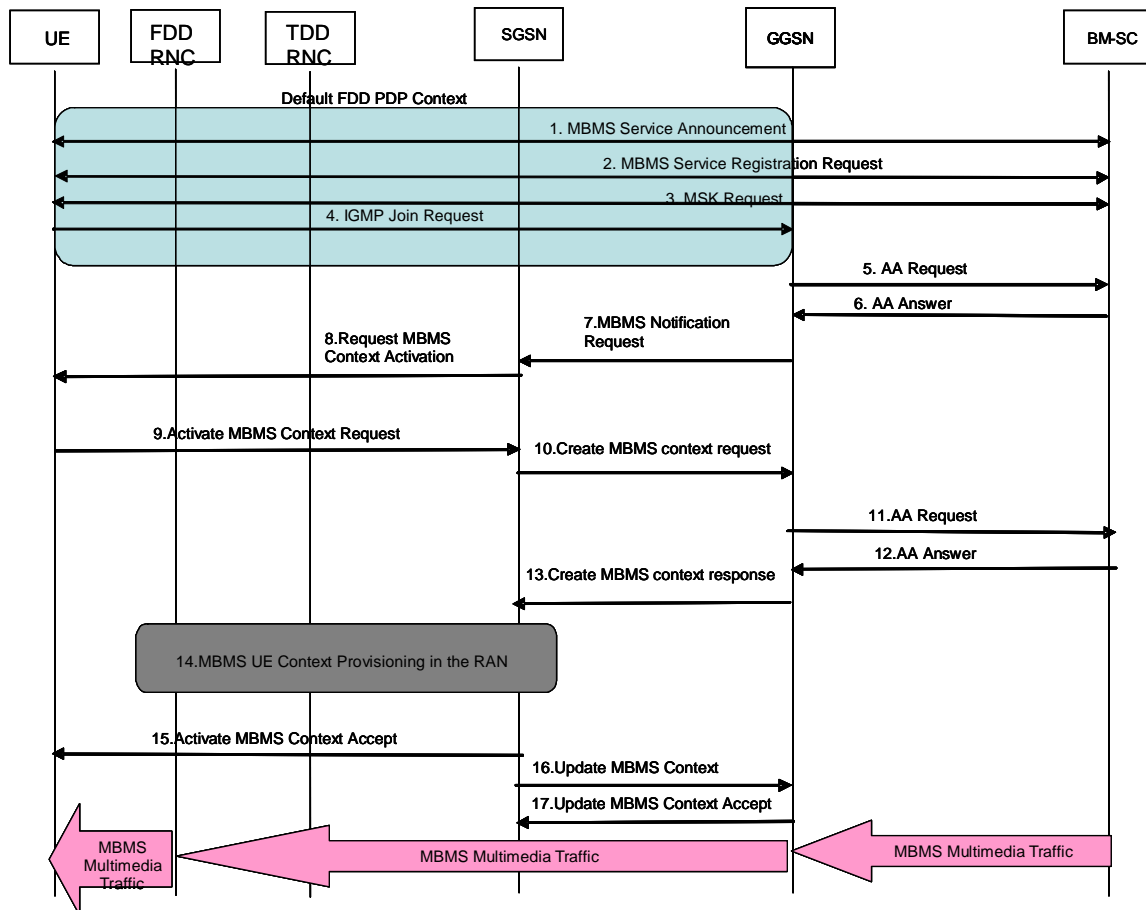 UE
FDD
RNC
TDD
RNC
SGSN
GGSN
BM-SC
Default FDD PDP Context
1. MBMS Service Announcement
2. MBMS Service Registration Request
3. MSK Request
4. IGMP Join Request
5. AA Request
6. AA Answer
7.MBMS Notification
Request
8.Request MBMS
Context Activation
9.Activate MBMS Context Request
10.Create MBMS context request
11.AA Request
12.AA Answer
13.Create MBMS context response
14.MBMS UE Context Provisioning in the RAN
15.Activate MBMS Context Accept
16.Update MBMS Context
17.Update MBMS Context Accept
MBMS
Multimedia
Traffic
MBMS Multimedia Traffic
MBMS Multimedia Traffic